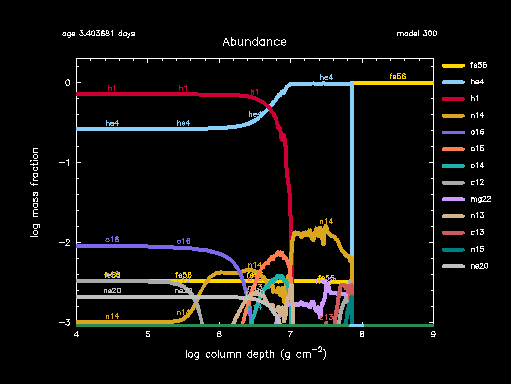 age 3.403681 days
model 300
Abundance
he4
fe56
fe56
he4
h1
n14
o16
o15
o14
c12
mg22
n13
c13
n15
ne20
h1
h1
h1
he4
he4
he4
n14
o16
o16
n14
fe56
fe56
fe56
ne20
ne20
n14
n14
c13
0
−1
−2
−3
4
5
6
7
8
9
log mass fraction
log column depth (g cm⁻²)